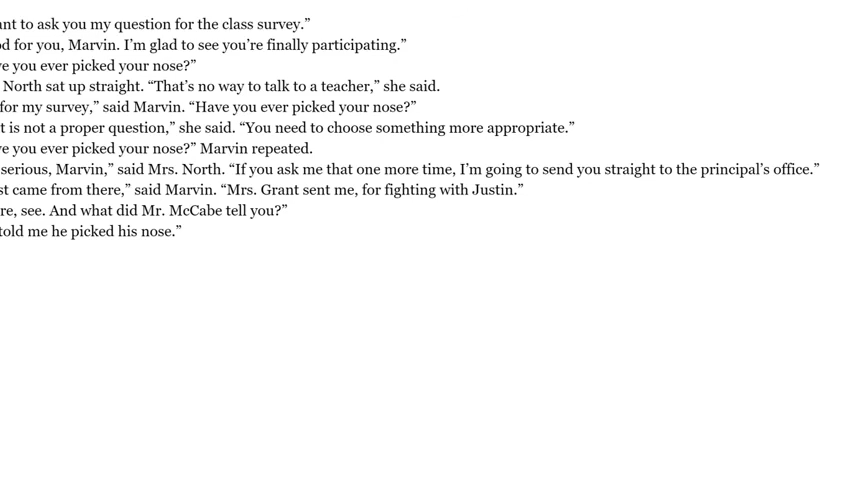 ant to ask you my question for the class survey.”
od for you, Marvin. I’m glad to see you’re finally participating.”
ve you ever picked your nose?”
North sat up straight. “That’s no way to talk to a teacher,” she said.
for my survey,” said Marvin. “Have you ever picked your nose?”
t is not a proper question,” she said. “You need to choose something more appropriate.”
ve you ever picked your nose?” Marvin repeated.
serious, Marvin,” said Mrs. North. “If you ask me that one more time, I’m going to send you straight to the principal’s office.”
st came from there,” said Marvin. “Mrs. Grant sent me, for fighting with Justin.”
re, see. And what did Mr. McCabe tell you?”
told me he picked his nose.”